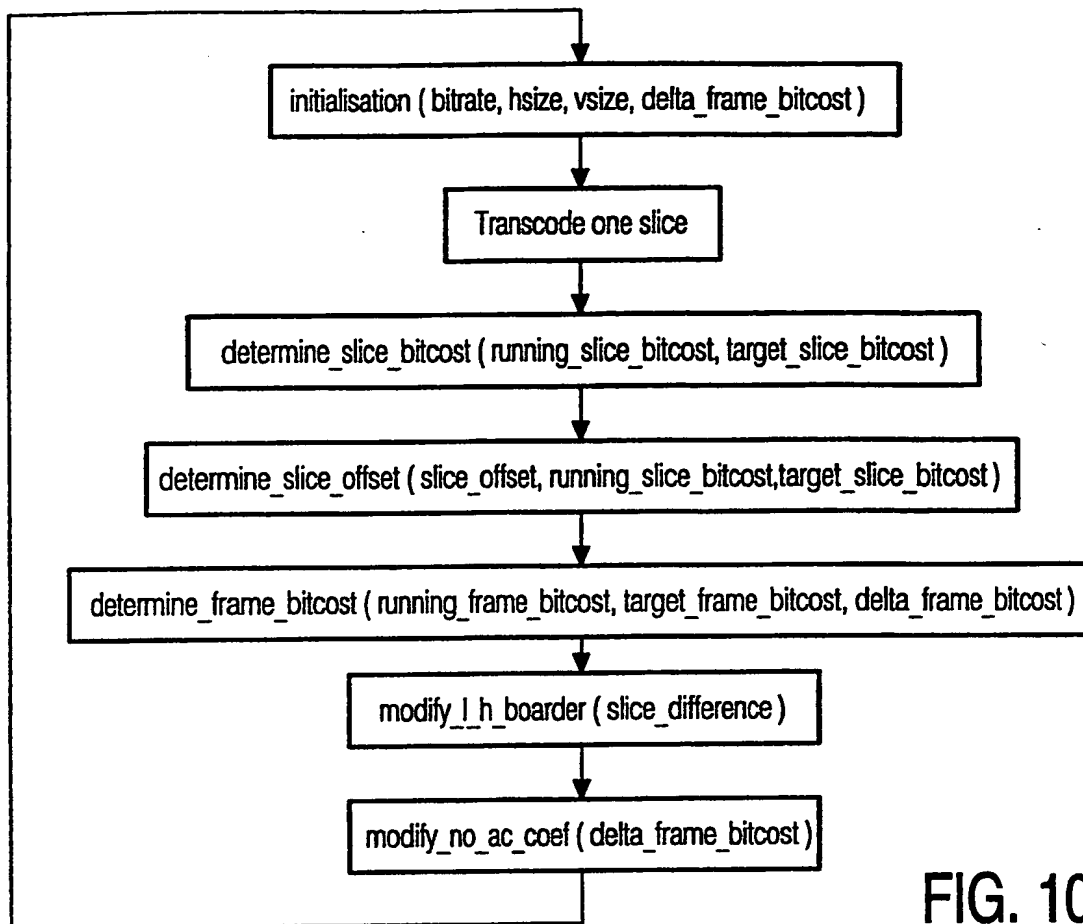 initialisation ( bitrate, hsize, vsize, delta_frame_bitcost )
Transcode one slice
determine_slice_bitcost ( running_slice_bitcost, target_slice_bitcost )
determine_slice_offset ( slice_offset, running_slice_bitcost,target_slice_bitcost )
determine_frame_bitcost ( running_frame_bitcost, target_frame_bitcost, delta_frame_bitcost )
modify_l_h_boarder ( slice_difference )
modify_no_ac_coef ( delta_frame_bitcost )
FIG. 10